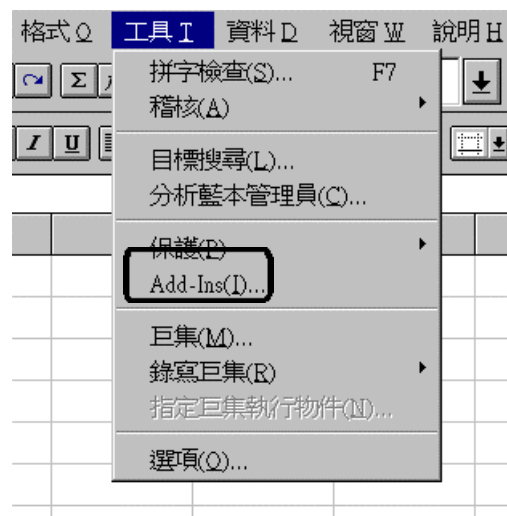 格式O 工具T 資料D 視窗W 說明H
Σ
I U
拼字檢查(S)... F7
稽核(A)
目標搜尋(L)...
分析藍本管理員(C)...
保護(P)
Add-Ins(I)...
巨集(M)...
錄寫巨集(R)
指定巨集執行物件(N)...
選項(O)...